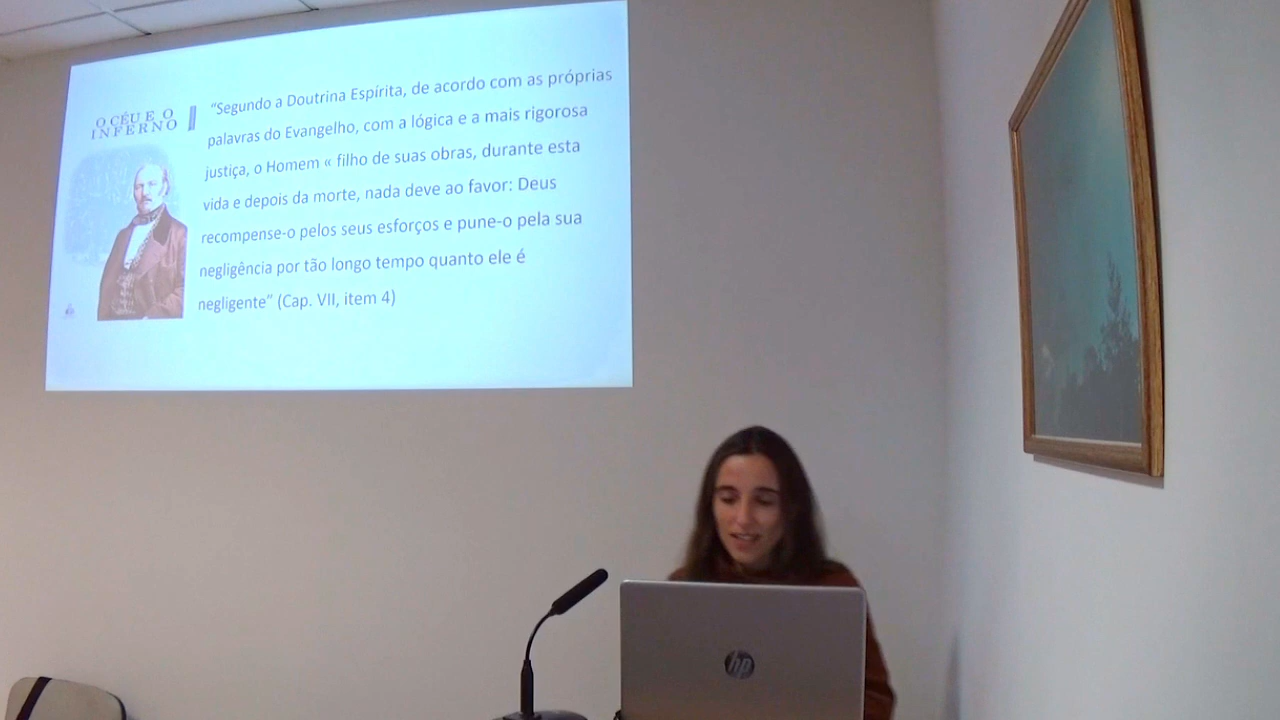 O CÉU E O
INFERNO
“Segundo a Doutrina Espírita, de acordo com as próprias
palavras do Evangelho, com a lógica e a mais rigorosa
justiça, o Homem « filho de suas obras, durante esta
vida e depois da morte, nada deve ao favor: Deus
recompense-o pelos seus esforços e pune-o pela sua
negligência por tão longo tempo quanto ele é
negligente” (Cap. VII, item 4)
hp